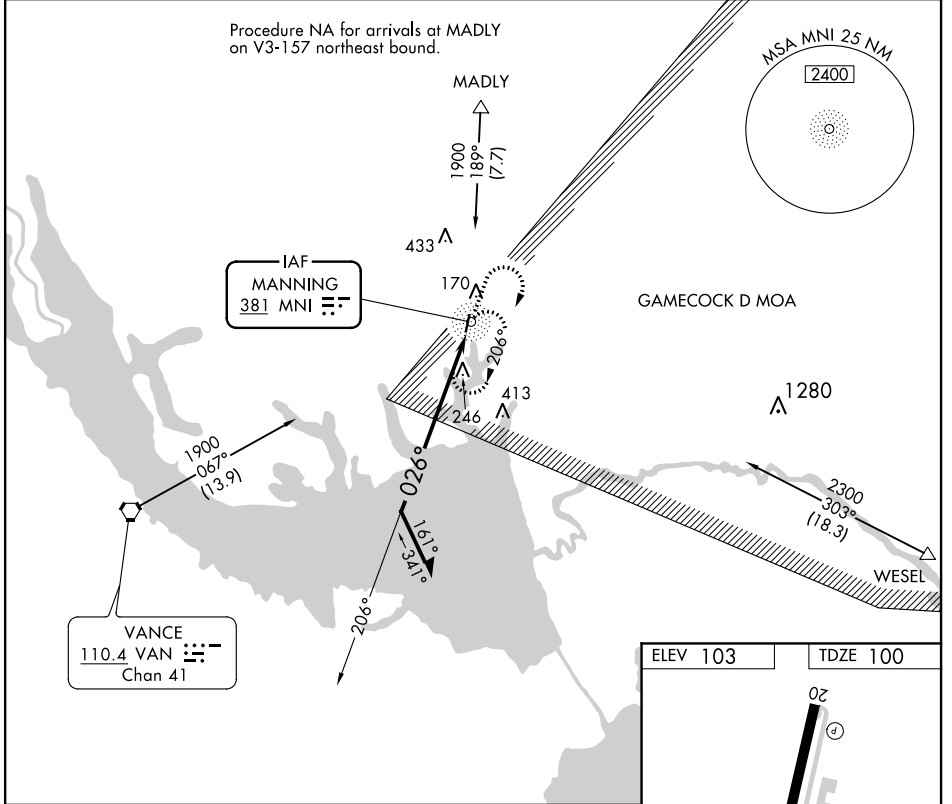 Procedure NA for arrivals at MADLY
on V3-157 northeast bound.
MSA MNI 25 NM
2400
MADLY
1900
189°
(7.7)
433
IAF
MANNING
381 MNI
170
GAMECOCK D MOA
206°
246
413
1280
1900
067°
(13.9)
026°
2300
303°
(18.3)
161°
341°
WESEL
206°
VANCE
110.4 VAN
Chan 41
ELEV 103
TDZE 100
20
P